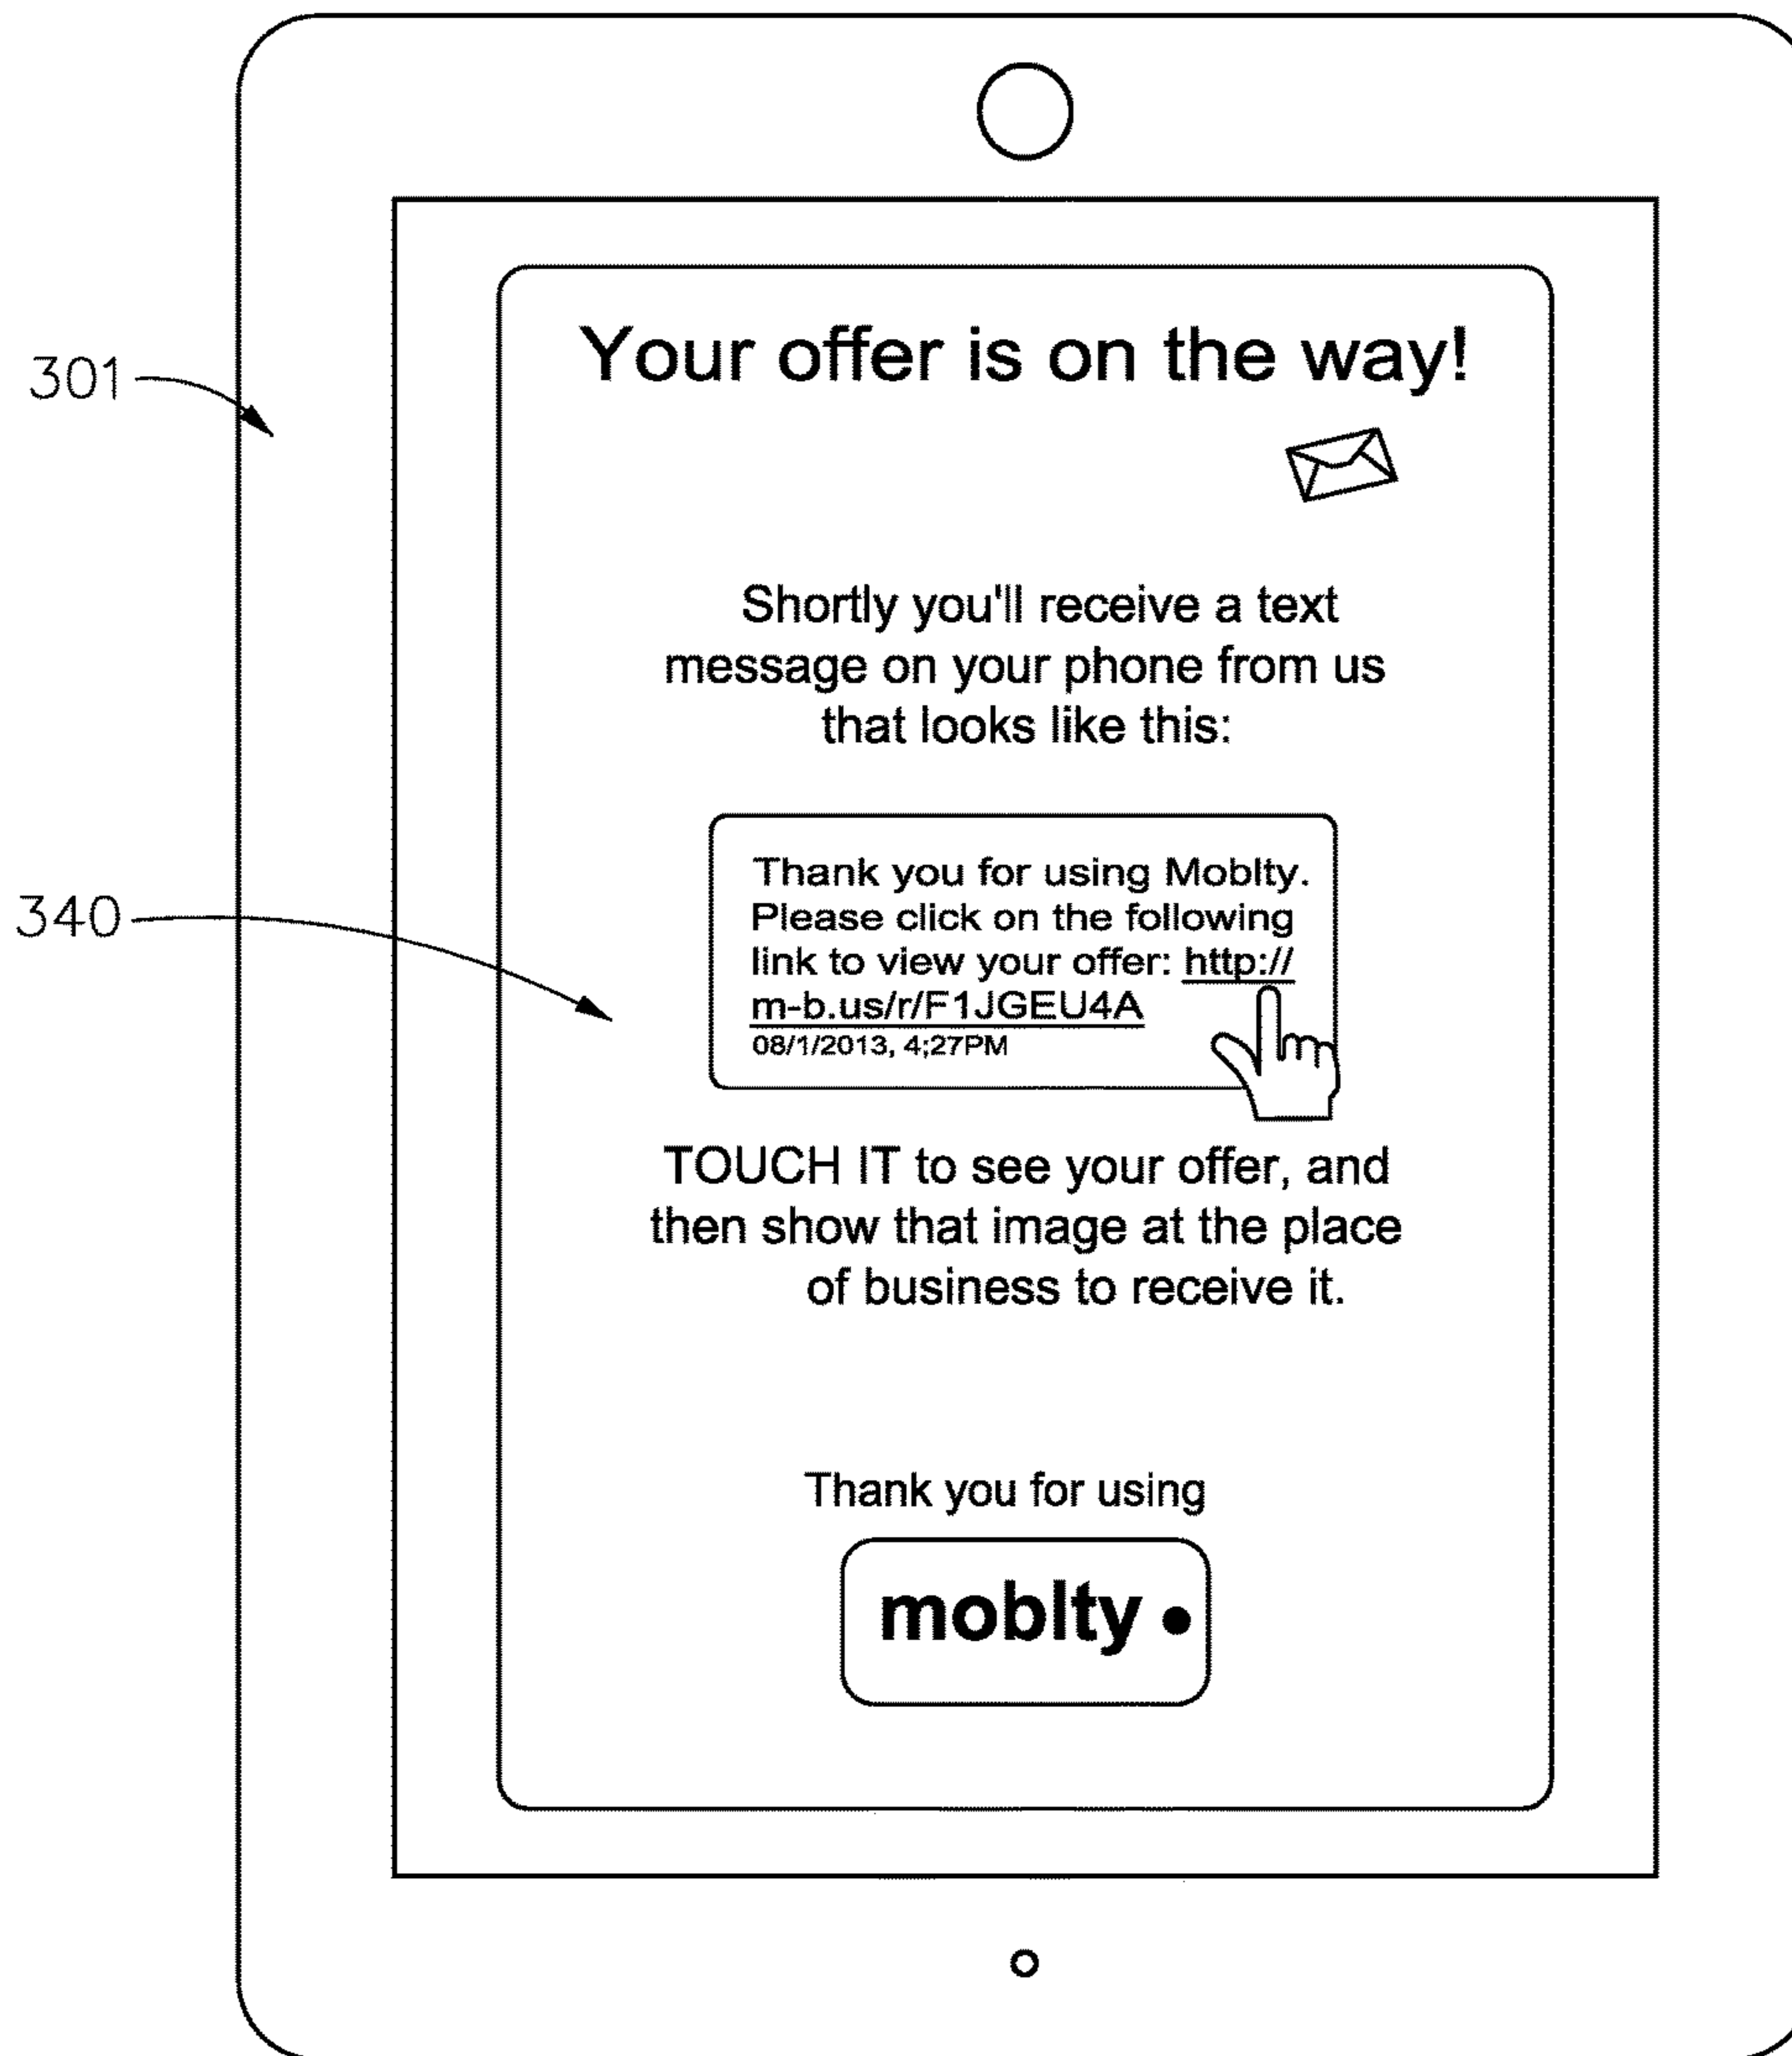 Your offer is on the way!
301
Shortly you'll receive a text
message on your phone from us
that looks like this:
340
Thank you for using Moblty.
Please click on the following
link to view your offer: http://
m-b.us/r/F1JGEU4A
08/1/2013, 4;27PM
TOUCH IT to see your offer, and
then show that image at the place
of business to receive it.
Thank you for using
moblty •